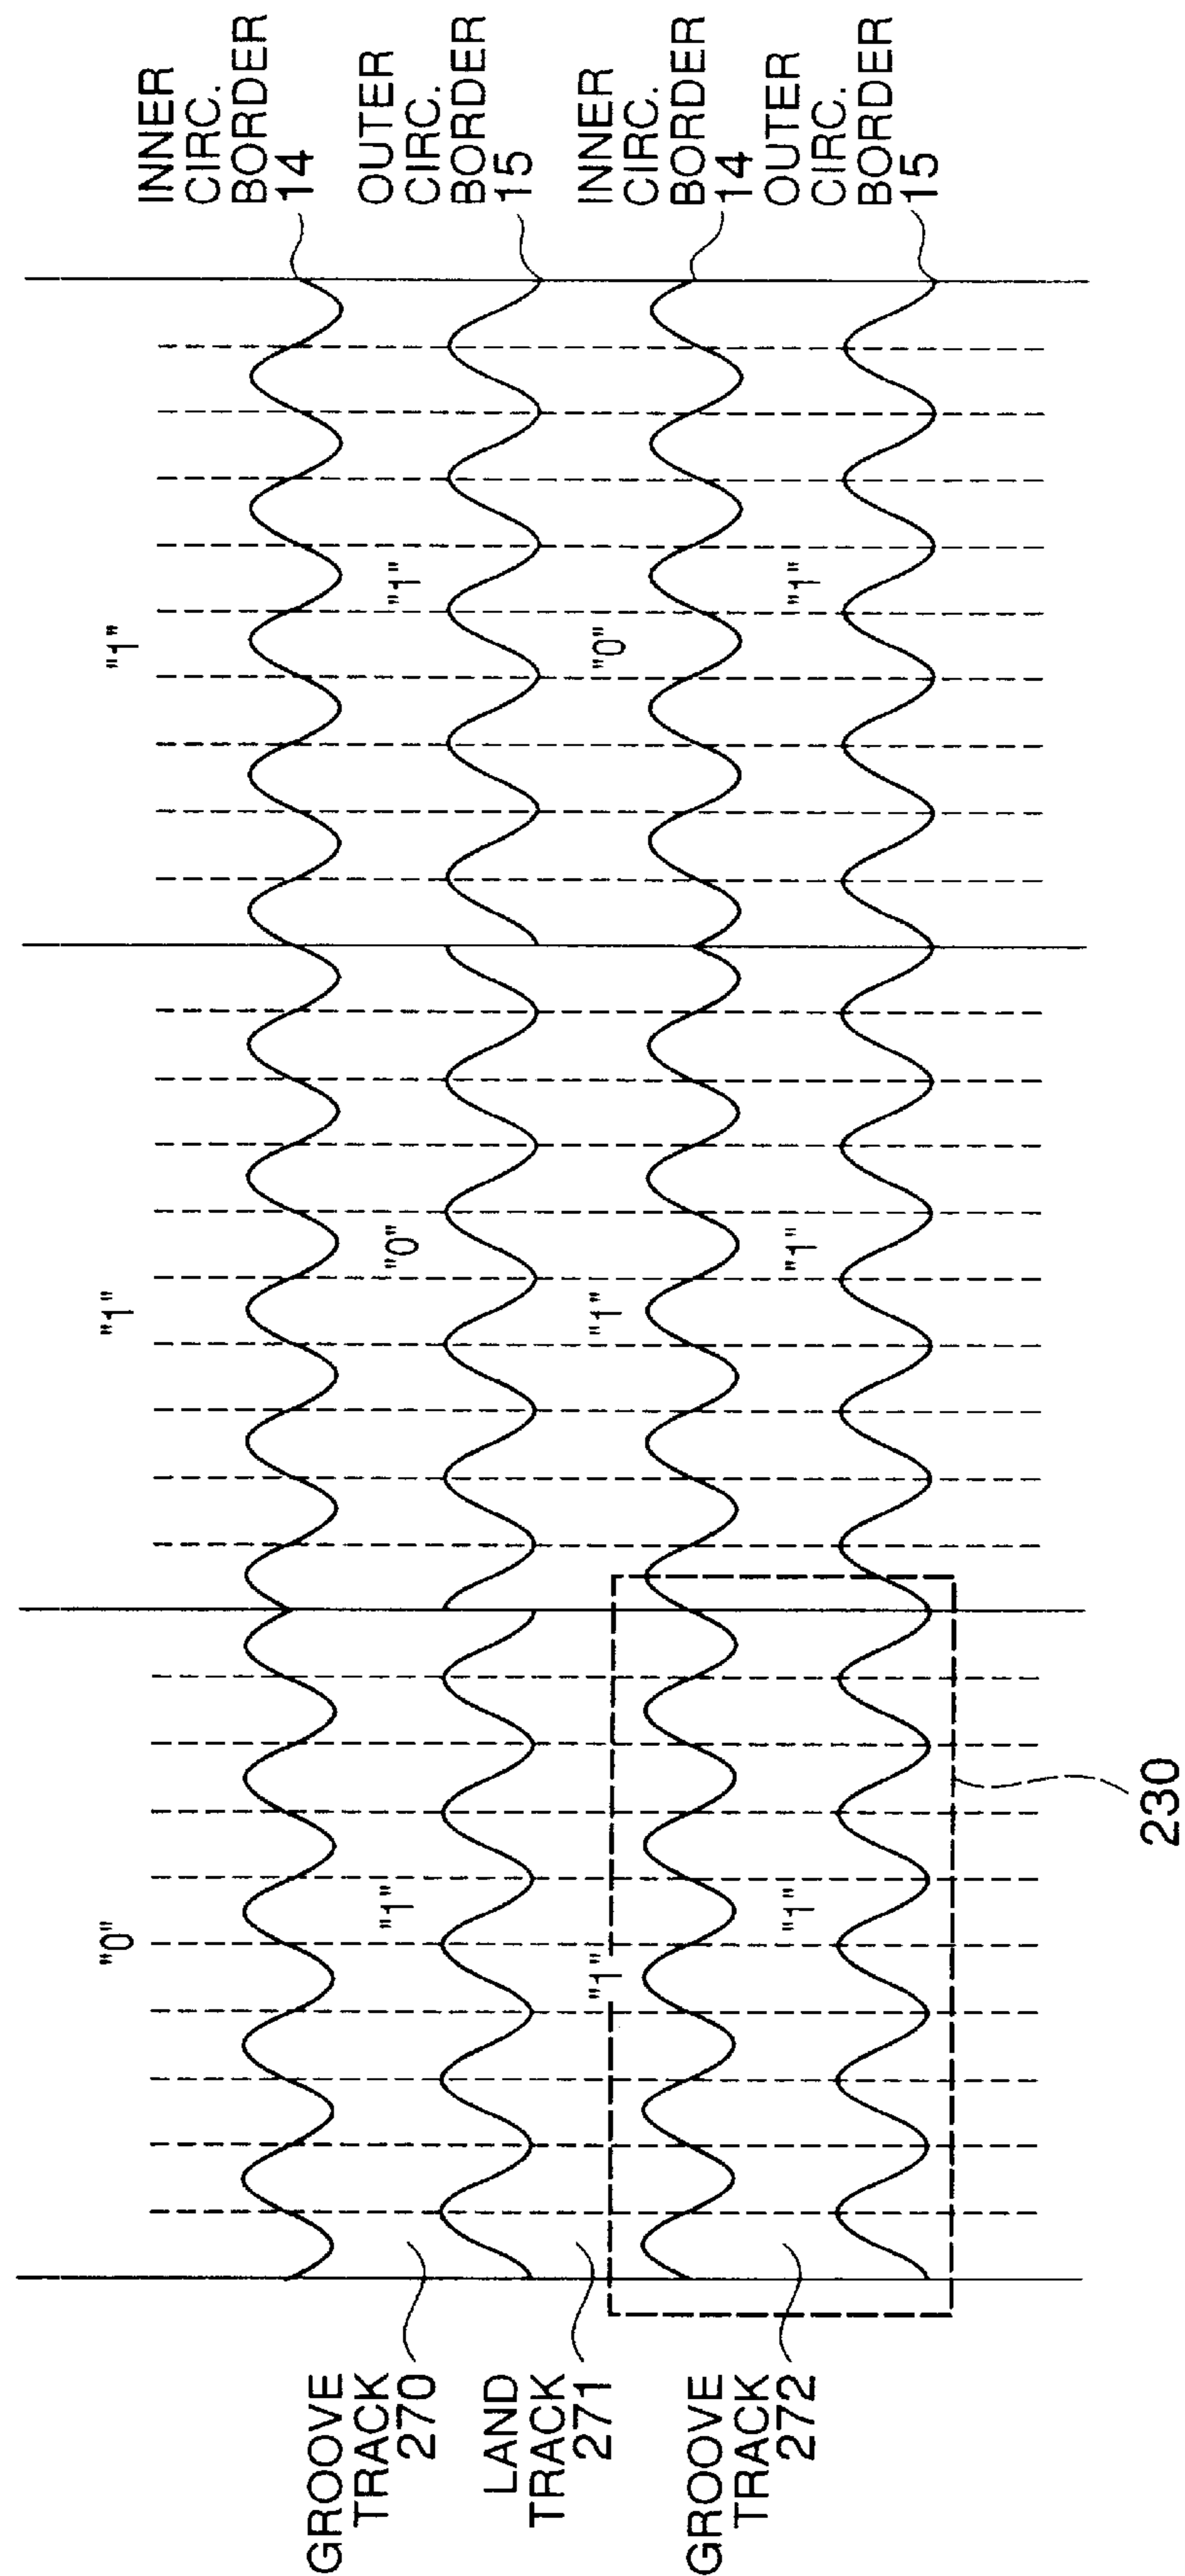 "0" "1" "1"
INNER
CIRC.
BORDER
14
GROOVE
TRACK
270
"1" "0" "1"
OUTER
CIRC.
BORDER
15
LAND
TRACK
271
"1" "1" "0"
INNER
CIRC.
BORDER
14
GROOVE
TRACK
272
"1" "1" "1"
OUTER
CIRC.
BORDER
15
230